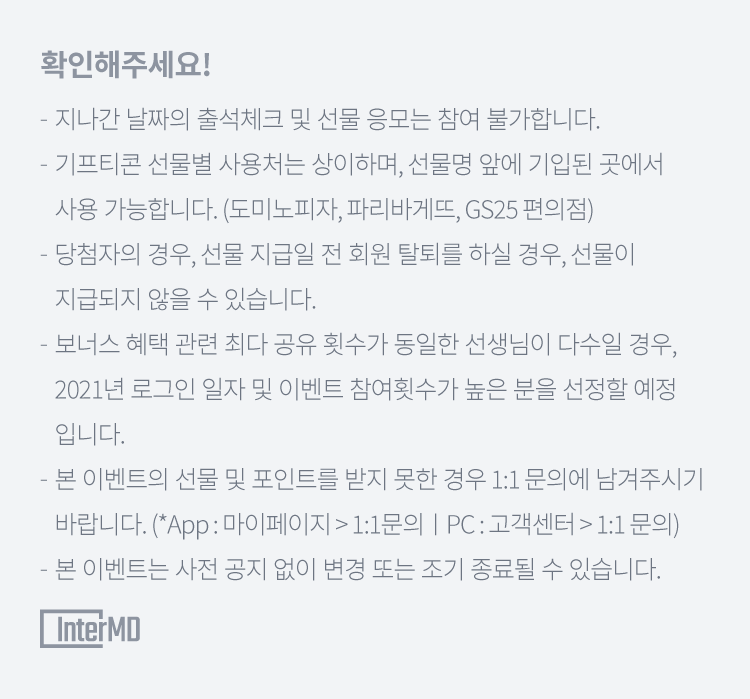 확인해주세요!
- 지나간 날짜의 출석체크 및 선물 응모는 참여 불가합니다.
- 기프티콘 선물별 사용처는 상이하며, 선물명 앞에 기입된 곳에서
사용 가능합니다. (도미노피자, 파리바게뜨, GS25 편의점)
- 당첨자의 경우, 선물 지급일 전 회원 탈퇴를 하실 경우, 선물이
지급되지 않을 수 있습니다.
- 보너스 혜택 관련 최다 공유 횟수가 동일한 선생님이 다수일 경우,
2021년 로그인 일자 및 이벤트 참여횟수가 높은 분을 선정할 예정
입니다.
- 본 이벤트의 선물 및 포인트를 받지 못한 경우 1:1 문의에 남겨주시기
바랍니다. (*App : 마이페이지 > 1:1문의 ㅣ PC : 고객센터 > 1:1 문의)
- 본 이벤트는 사전 공지 없이 변경 또는 조기 종료될 수 있습니다.
InterMD